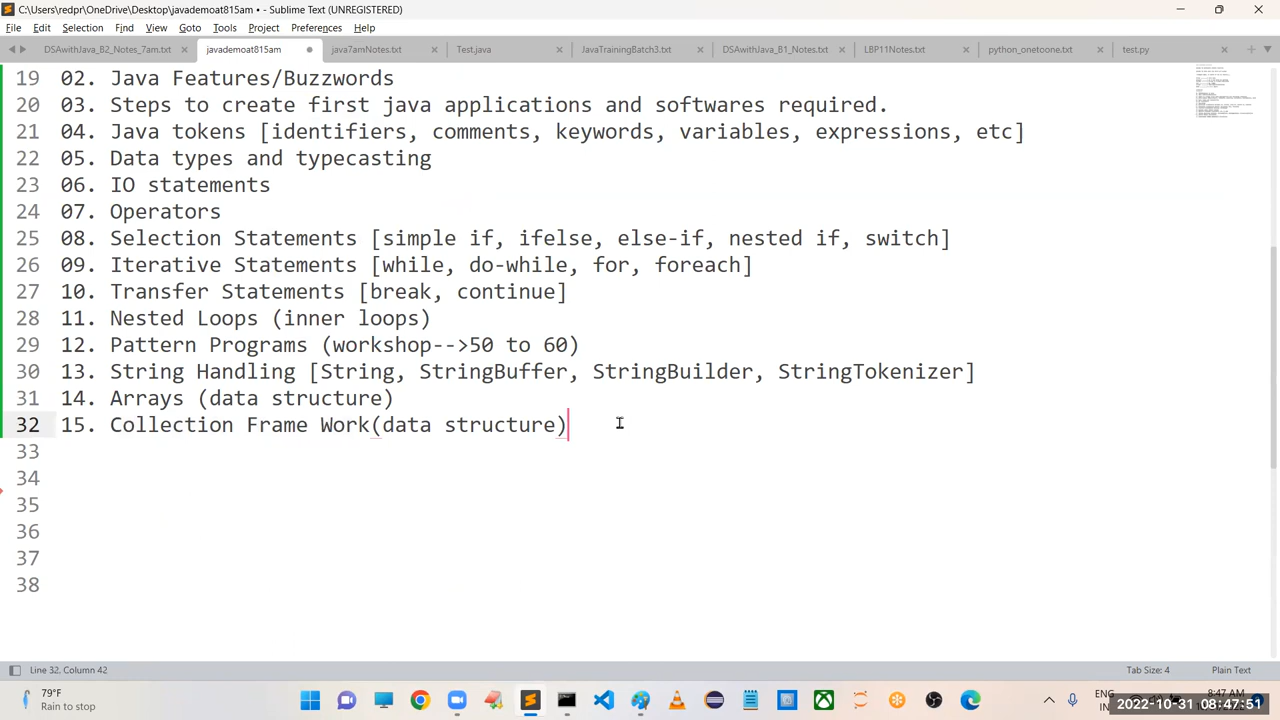 C:\Users\redpr\OneDrive\Desktop\javademoat815am • - Sublime Text (UNREGISTERED)
File Edit Selection Find View Goto Tools Project Preferences Help
DSAwithJava_B2_Notes_7am.txt javademoat815am java7amNotes.txt Test.java JavaTrainingBatch3.txt DSAwithJava_B1_Notes.txt LBP11Notes.txt python_onetoone.txt test.py
19 02. Java Features/Buzzwords
20 03. Steps to create first java applications and softwares required.
21 04. Java tokens [identifiers, comments, keywords, variables, expressions, etc]
22 05. Data types and typecasting
23 06. IO statements
24 07. Operators
25 08. Selection Statements [simple if, ifelse, else-if, nested if, switch]
26 09. Iterative Statements [while, do-while, for, foreach]
27 10. Transfer Statements [break, continue]
28 11. Nested Loops (inner loops)
29 12. Pattern Programs (workshop-->50 to 60)
30 13. String Handling [String, StringBuffer, StringBuilder, StringTokenizer]
31 14. Arrays (data structure)
32 15. Collection Frame Work(data structure)
33
34
35
36
37
38
Line 32, Column 42 Tab Size: 4 Plain Text
79°F
Rain to stop
ENG
IN
8:47 AM
2022-10-31 08:47:51